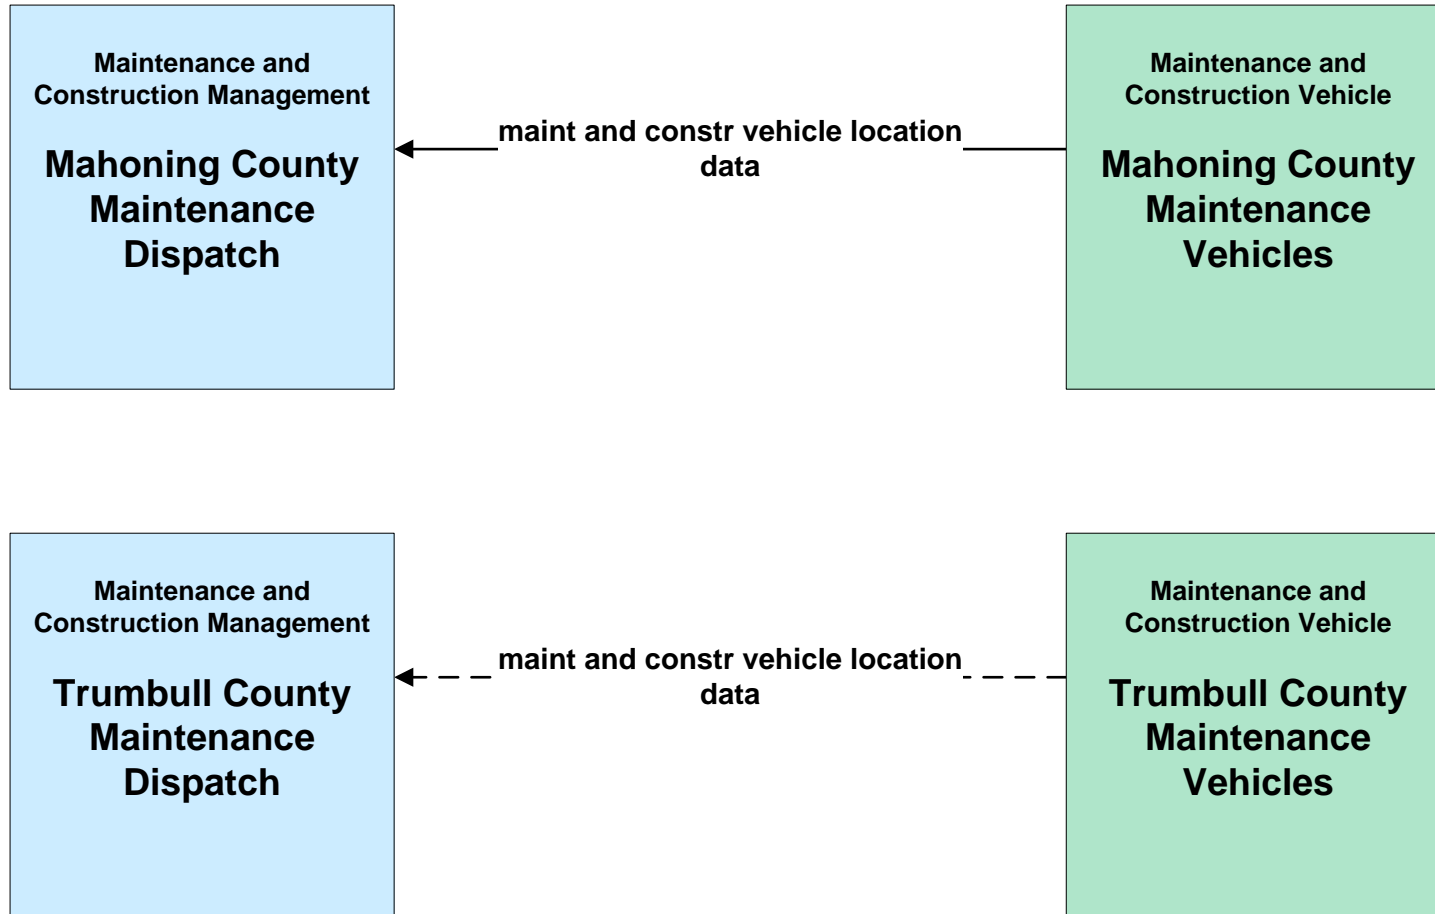 Maintenance and
Construction Management
Mahoning County
Maintenance
Dispatch
maint and constr vehicle location
data
Maintenance and
Construction Vehicle
Mahoning County
Maintenance
Vehicles
Maintenance and
Construction Management
Trumbull County
Maintenance
Dispatch
maint and constr vehicle location
data
Maintenance and
Construction Vehicle
Trumbull County
Maintenance
Vehicles